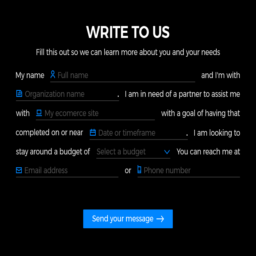 WRITE TO US
Fill this out so we can learn more about you and your needs
My name Full name and I'm with
Organization name . I am in need of a partner to assist me
with My ecomerce site with a goal of having that
completed on or near Date or timeframe . I am looking to
stay around a budget of Select a budget You can reach me at
Email address or Phone number
Send your message →